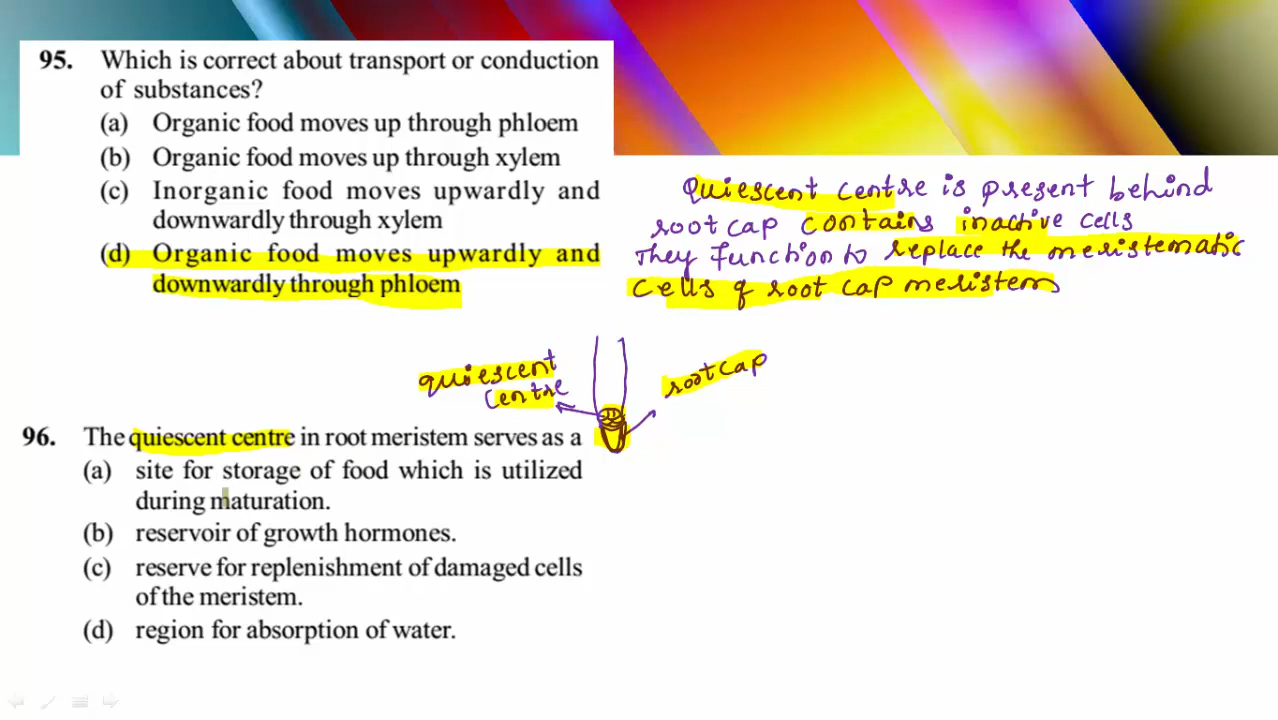 95. Which is correct about transport or conduction
of substances?
(a) Organic food moves up through phloem
(b) Organic food moves up through xylem
(c) Inorganic food moves upwardly and
downwardly through xylem
(d) Organic food moves upwardly and
downwardly through phloem
Quiescent centre is present behind
root cap contains inactive cells
They function to replace the meristematic
cells of root cap meristem
quiescent
centre
root cap
96. The quiescent centre in root meristem serves as a
(a) site for storage of food which is utilized
during maturation.
(b) reservoir of growth hormones.
(c) reserve for replenishment of damaged cells
of the meristem.
(d) region for absorption of water.